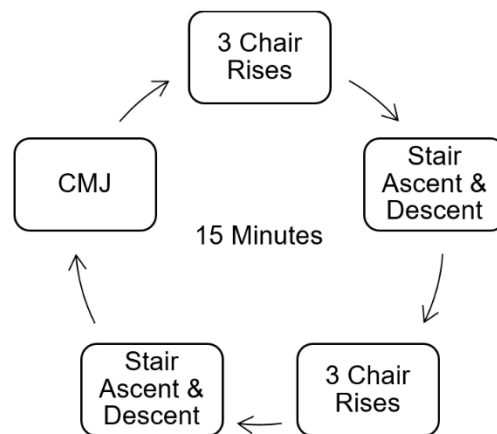 3 Chair
Rises
Stair
Ascent &
Descent
3 Chair
Rises
Stair
Ascent &
Descent
CMJ
15 Minutes